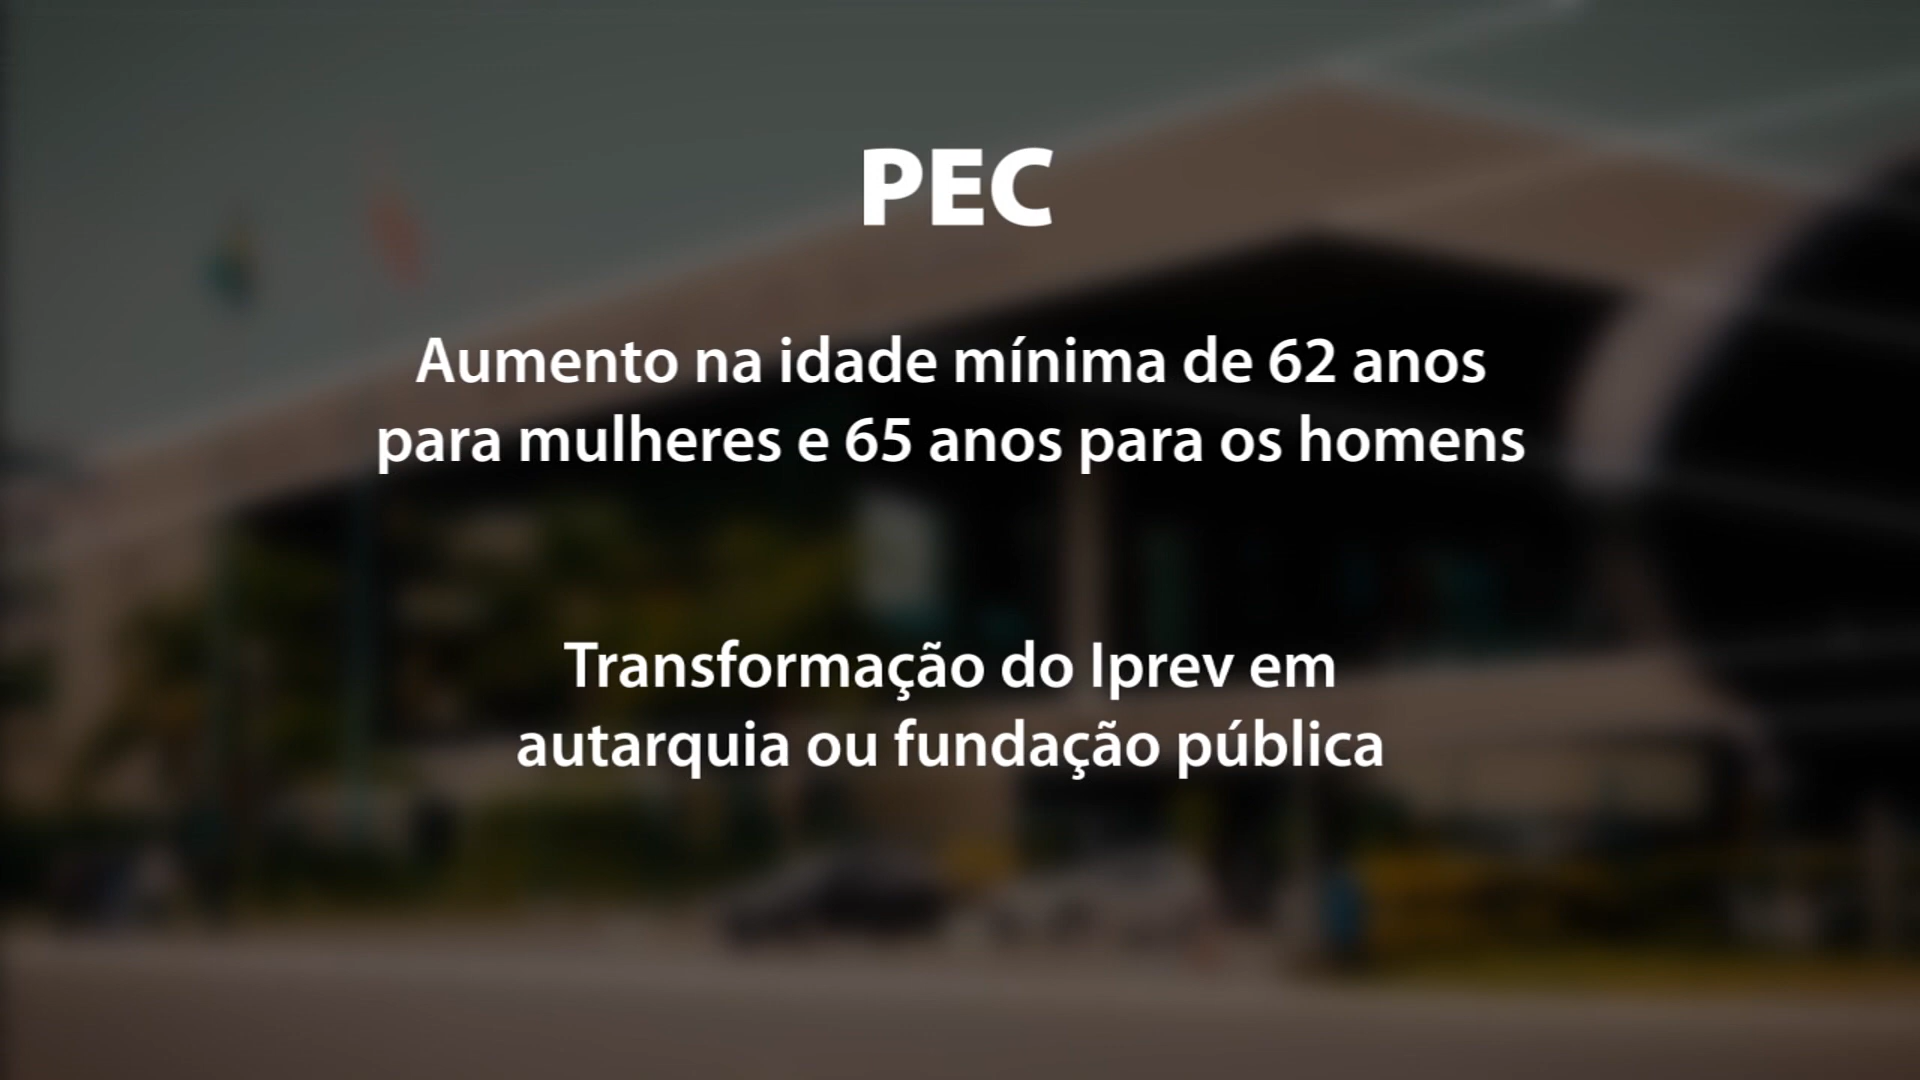 PEC
Aumento na idade mínima de 62 anos
para mulheres e 65 anos para os homens
Transformação do Iprev em
autarquia ou fundação pública